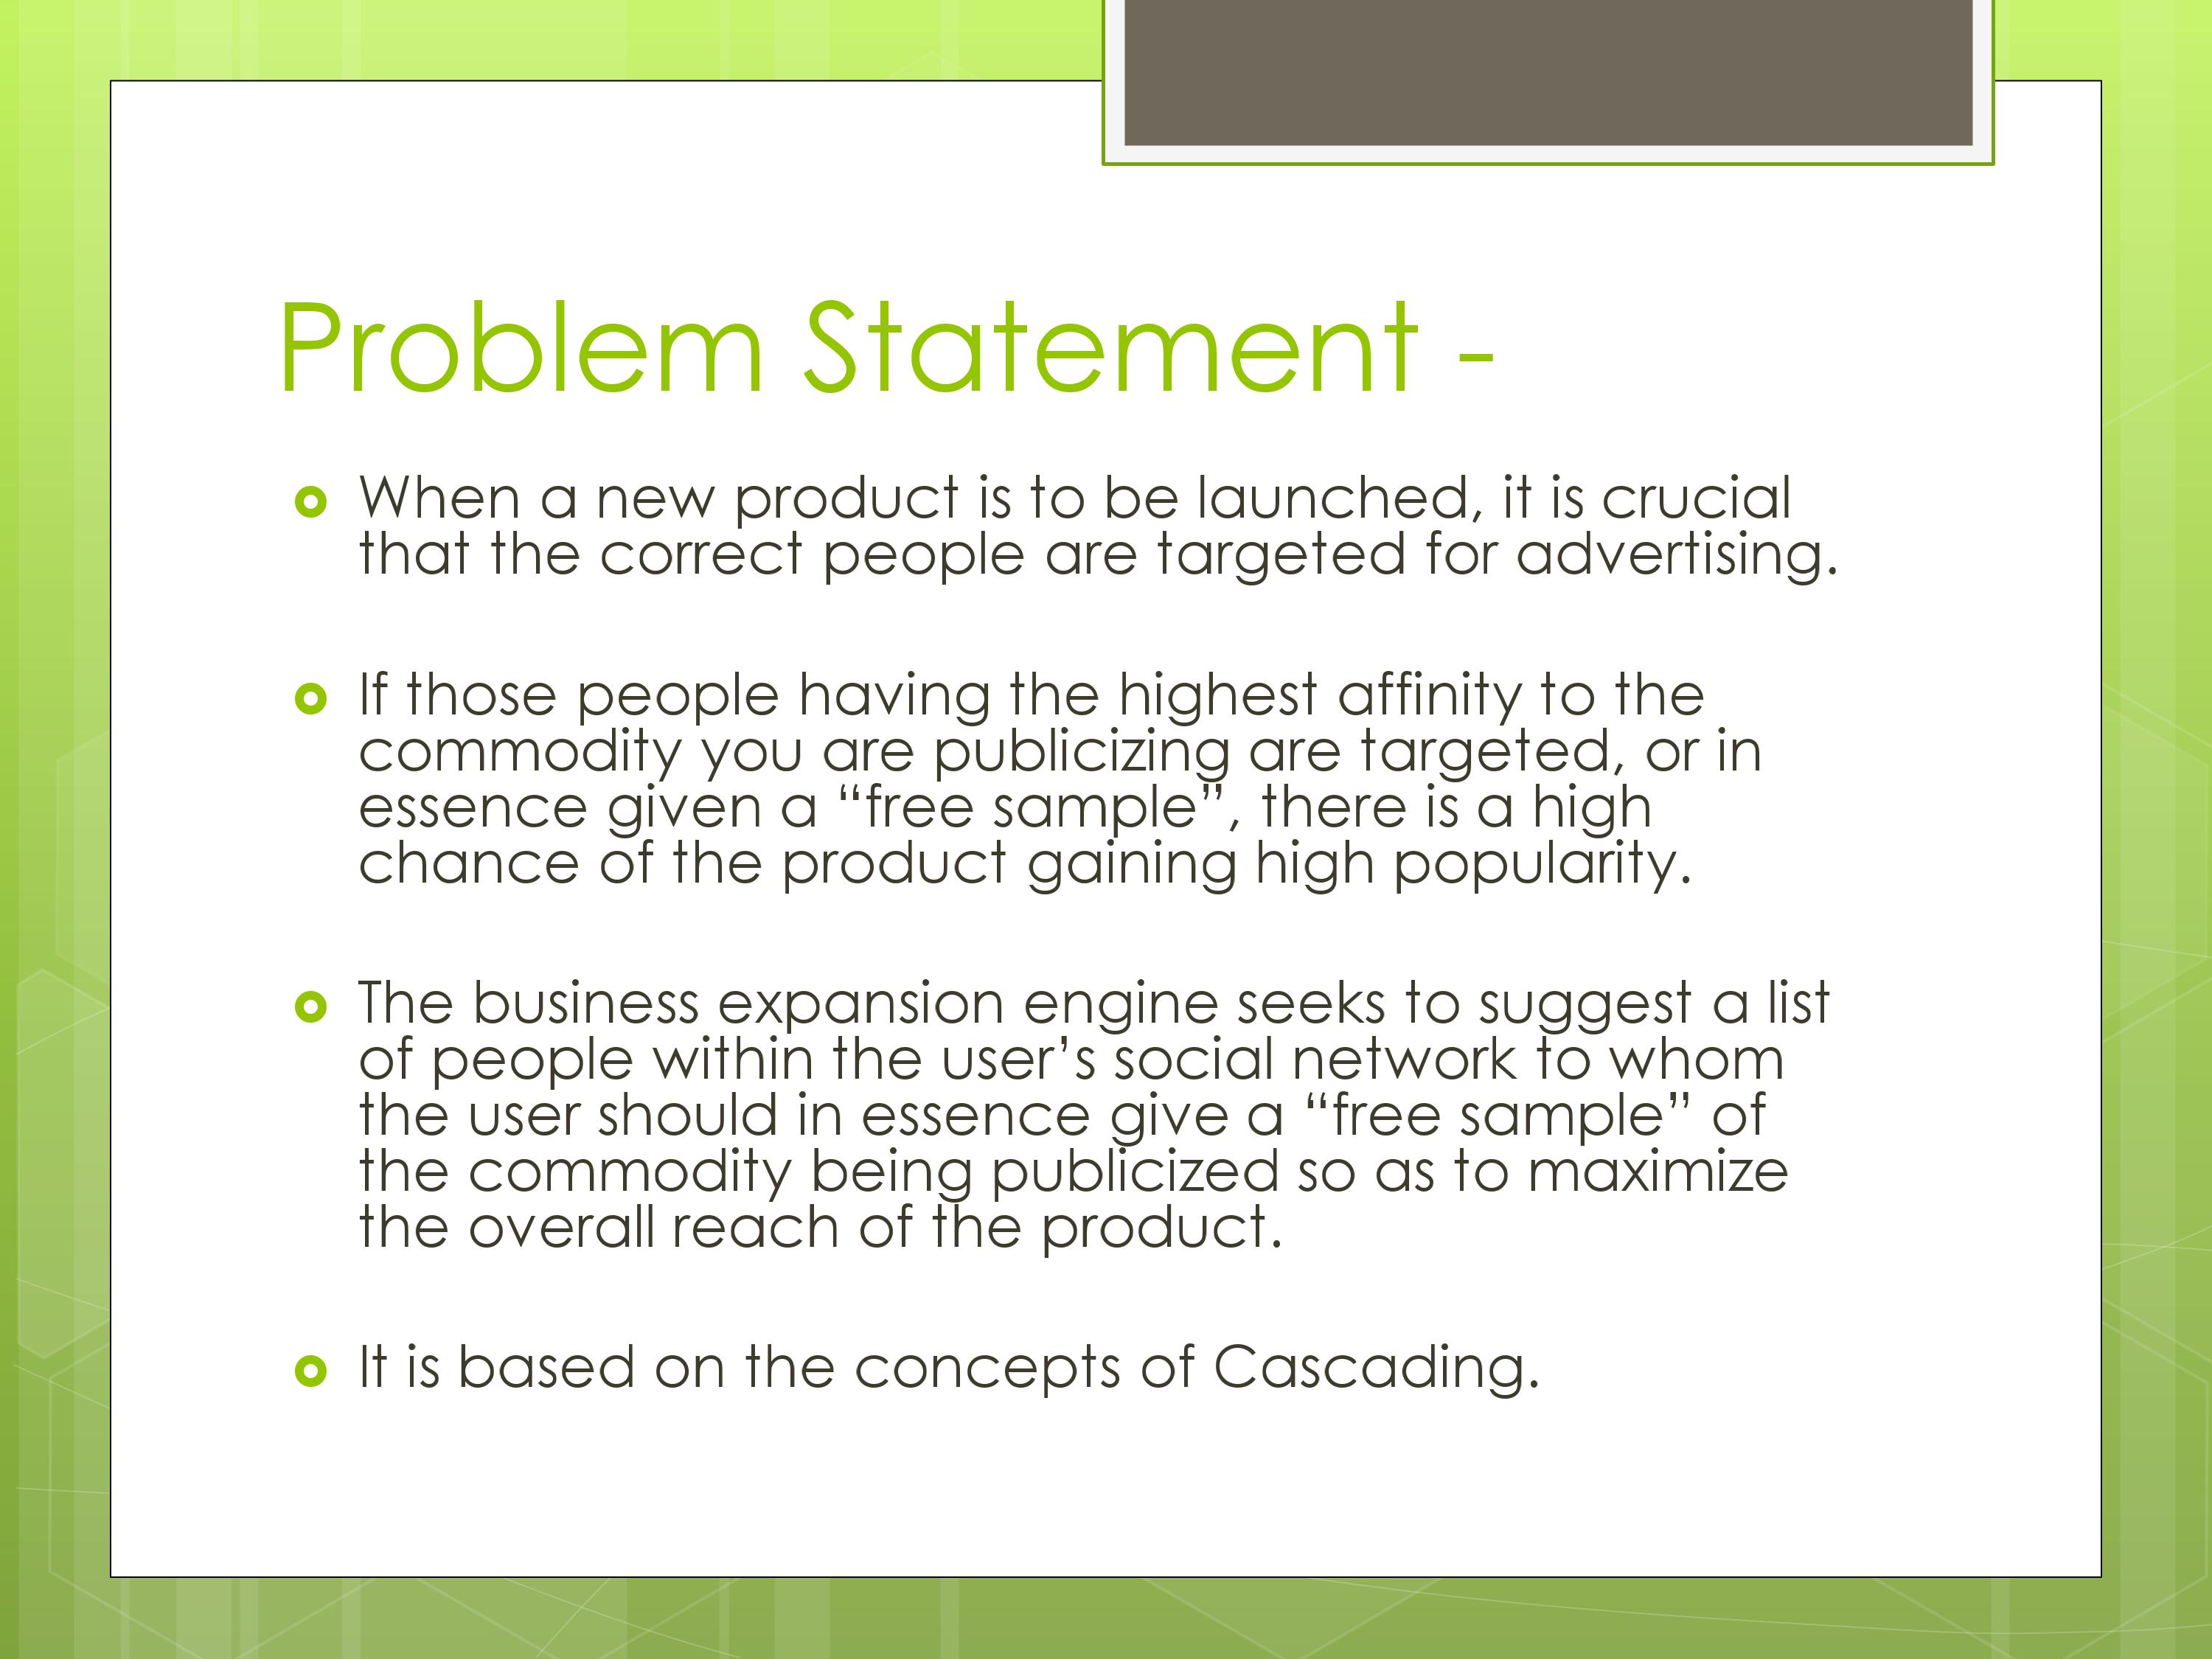 Problem Statement -
When a new product is to be launched, it is crucial
that the correct people are targeted for advertising.
If those people having the highest affinity to the
commodity you are publicizing are targeted, or in
essence given a “free sample”, there is a high
chance of the product gaining high popularity.
The business expansion engine seeks to suggest a list
of people within the user’s social network to whom
the user should in essence give a “free sample” of
the commodity being publicized so as to maximize
the overall reach of the product.
It is based on the concepts of Cascading.